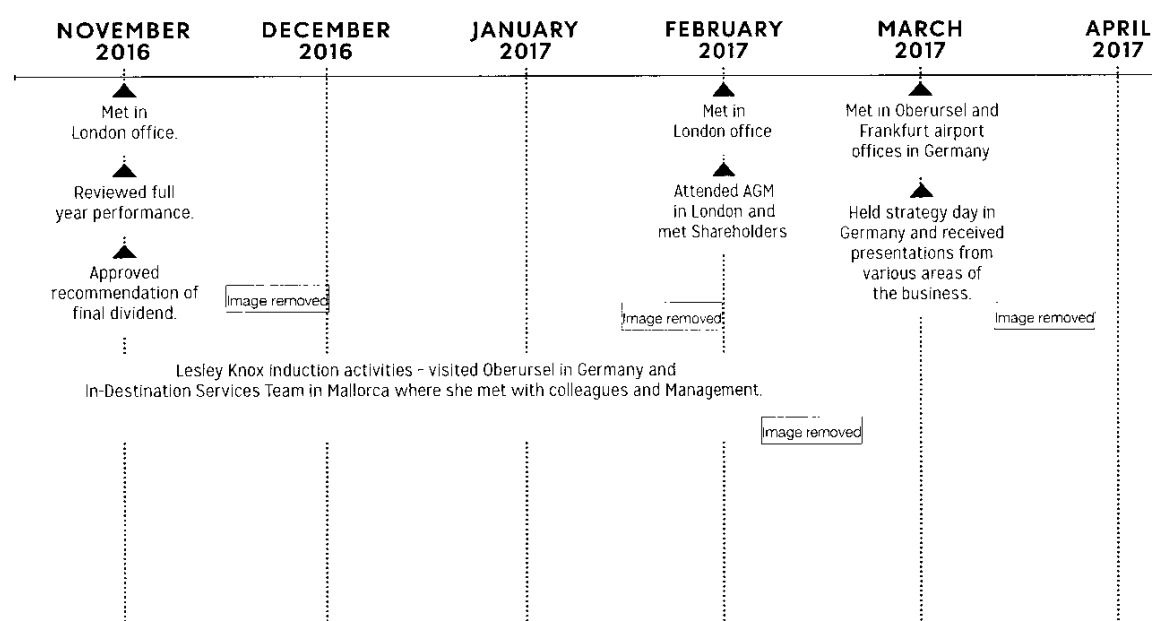 NOVEMBER
2016
DECEMBER
2016
JANUARY
2017
FEBRUARY
2017
MARCH
2017
APRIL
2017
Met in
London office.
Reviewed full
year performance.
Approved
recommendation of
final dividend.
Image removed
Met in
London office
Attended AGM
in London and
met Shareholders
Image removed
Met in Oberursel and
Frankfurt airport
offices in Germany
Held strategy day in
Germany and received
presentations from
various areas of
the business.
Image removed
Lesley Knox induction activities - visited Oberursel in Germany and
In-Destination Services Team in Mallorca where she met with colleagues and Management.
Image removed